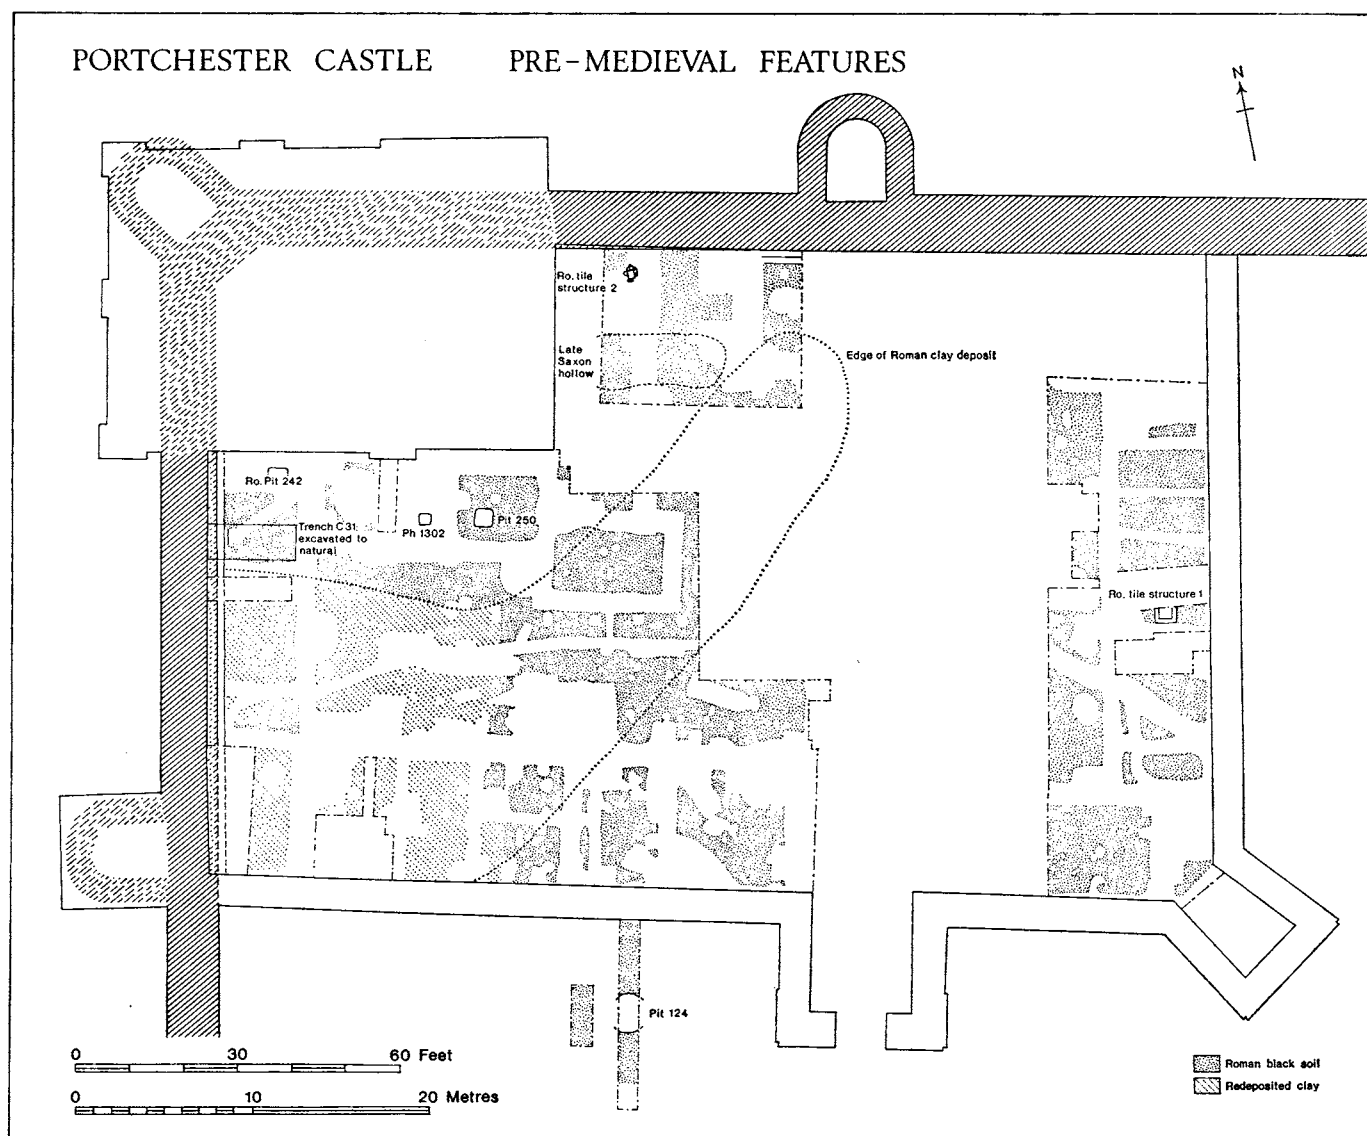 PORTCHESTER CASTLE PRE-MEDIEVAL FEATURES
N
Ro. tile
structure 2
Late
Saxon
hollow
Edge of Roman clay deposit
Ro. Pit 242
Trench C31
excavated to
natural
Ph 1302
Pit 250
Ro. tile structure 1
Pit 124
0 30 60 Feet
0 10 20 Metres
Roman black soil
Redeposited clay